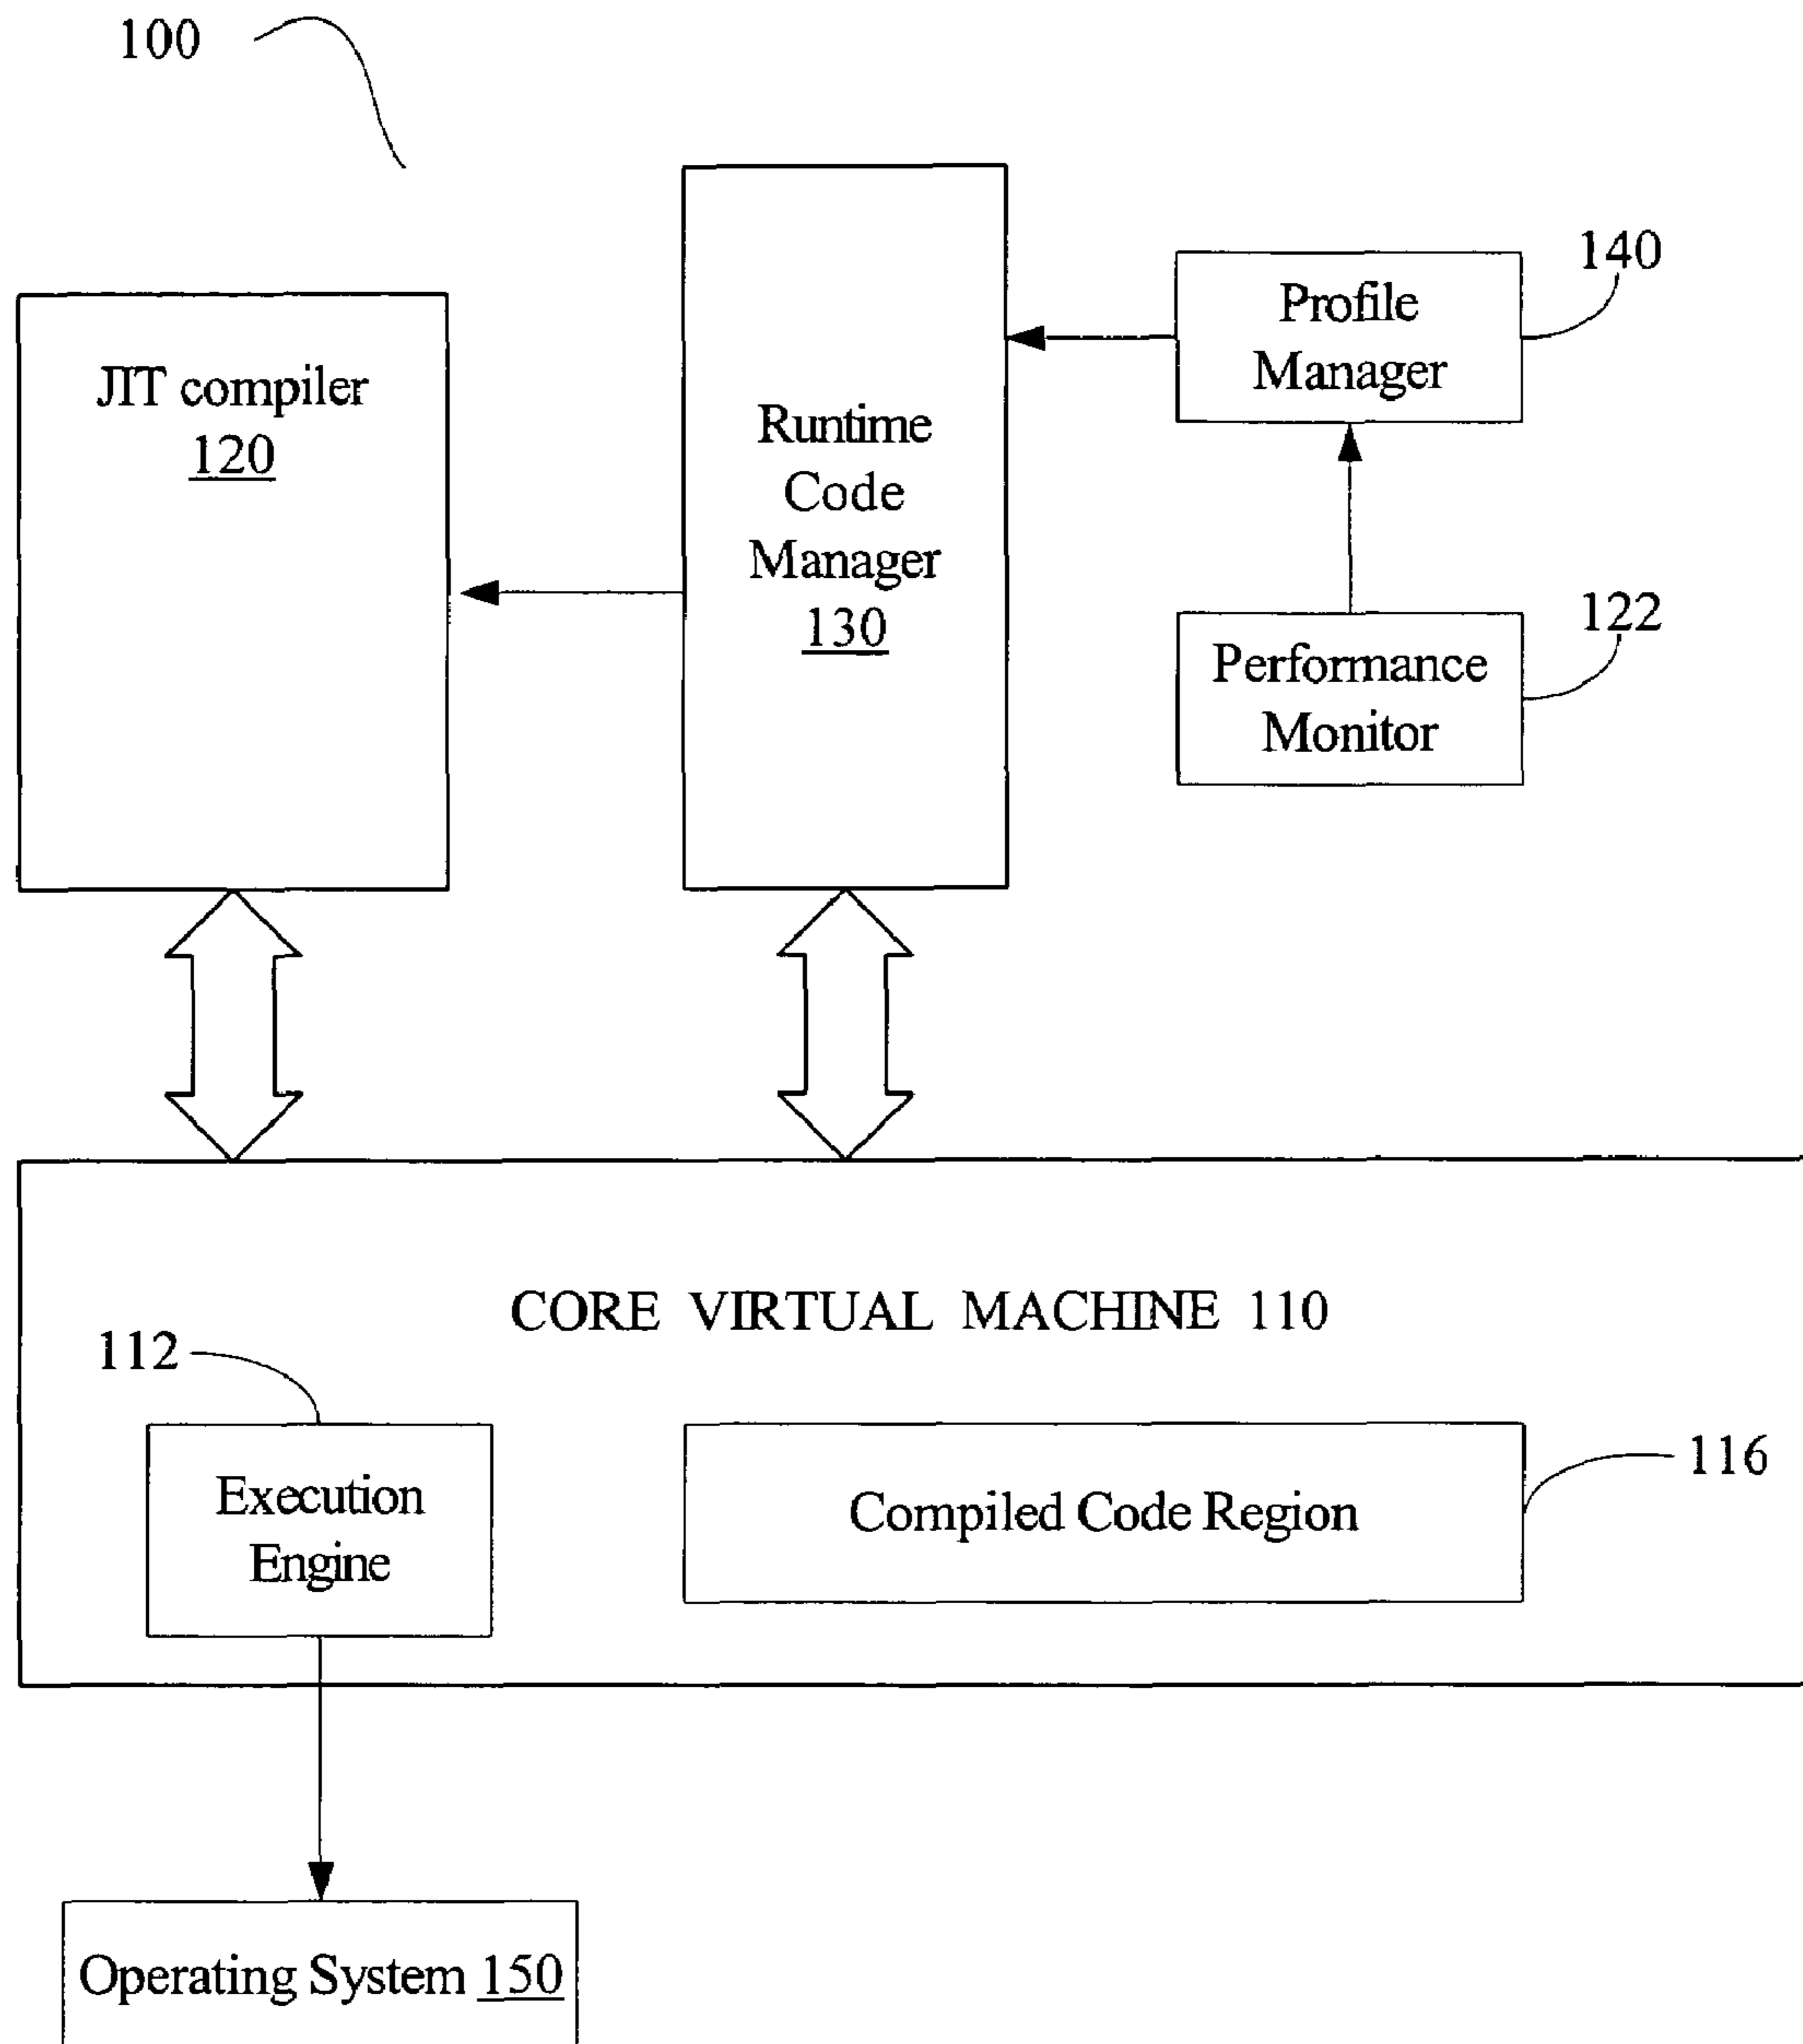 100
140
Profile
Manager
JIT compiler
120
Runtime
Code
Manager
130
122
Performance
Monitor
CORE VIRTUAL MACHINE 110
112
Execution
Engine
Compiled Code Region
116
Operating System 150